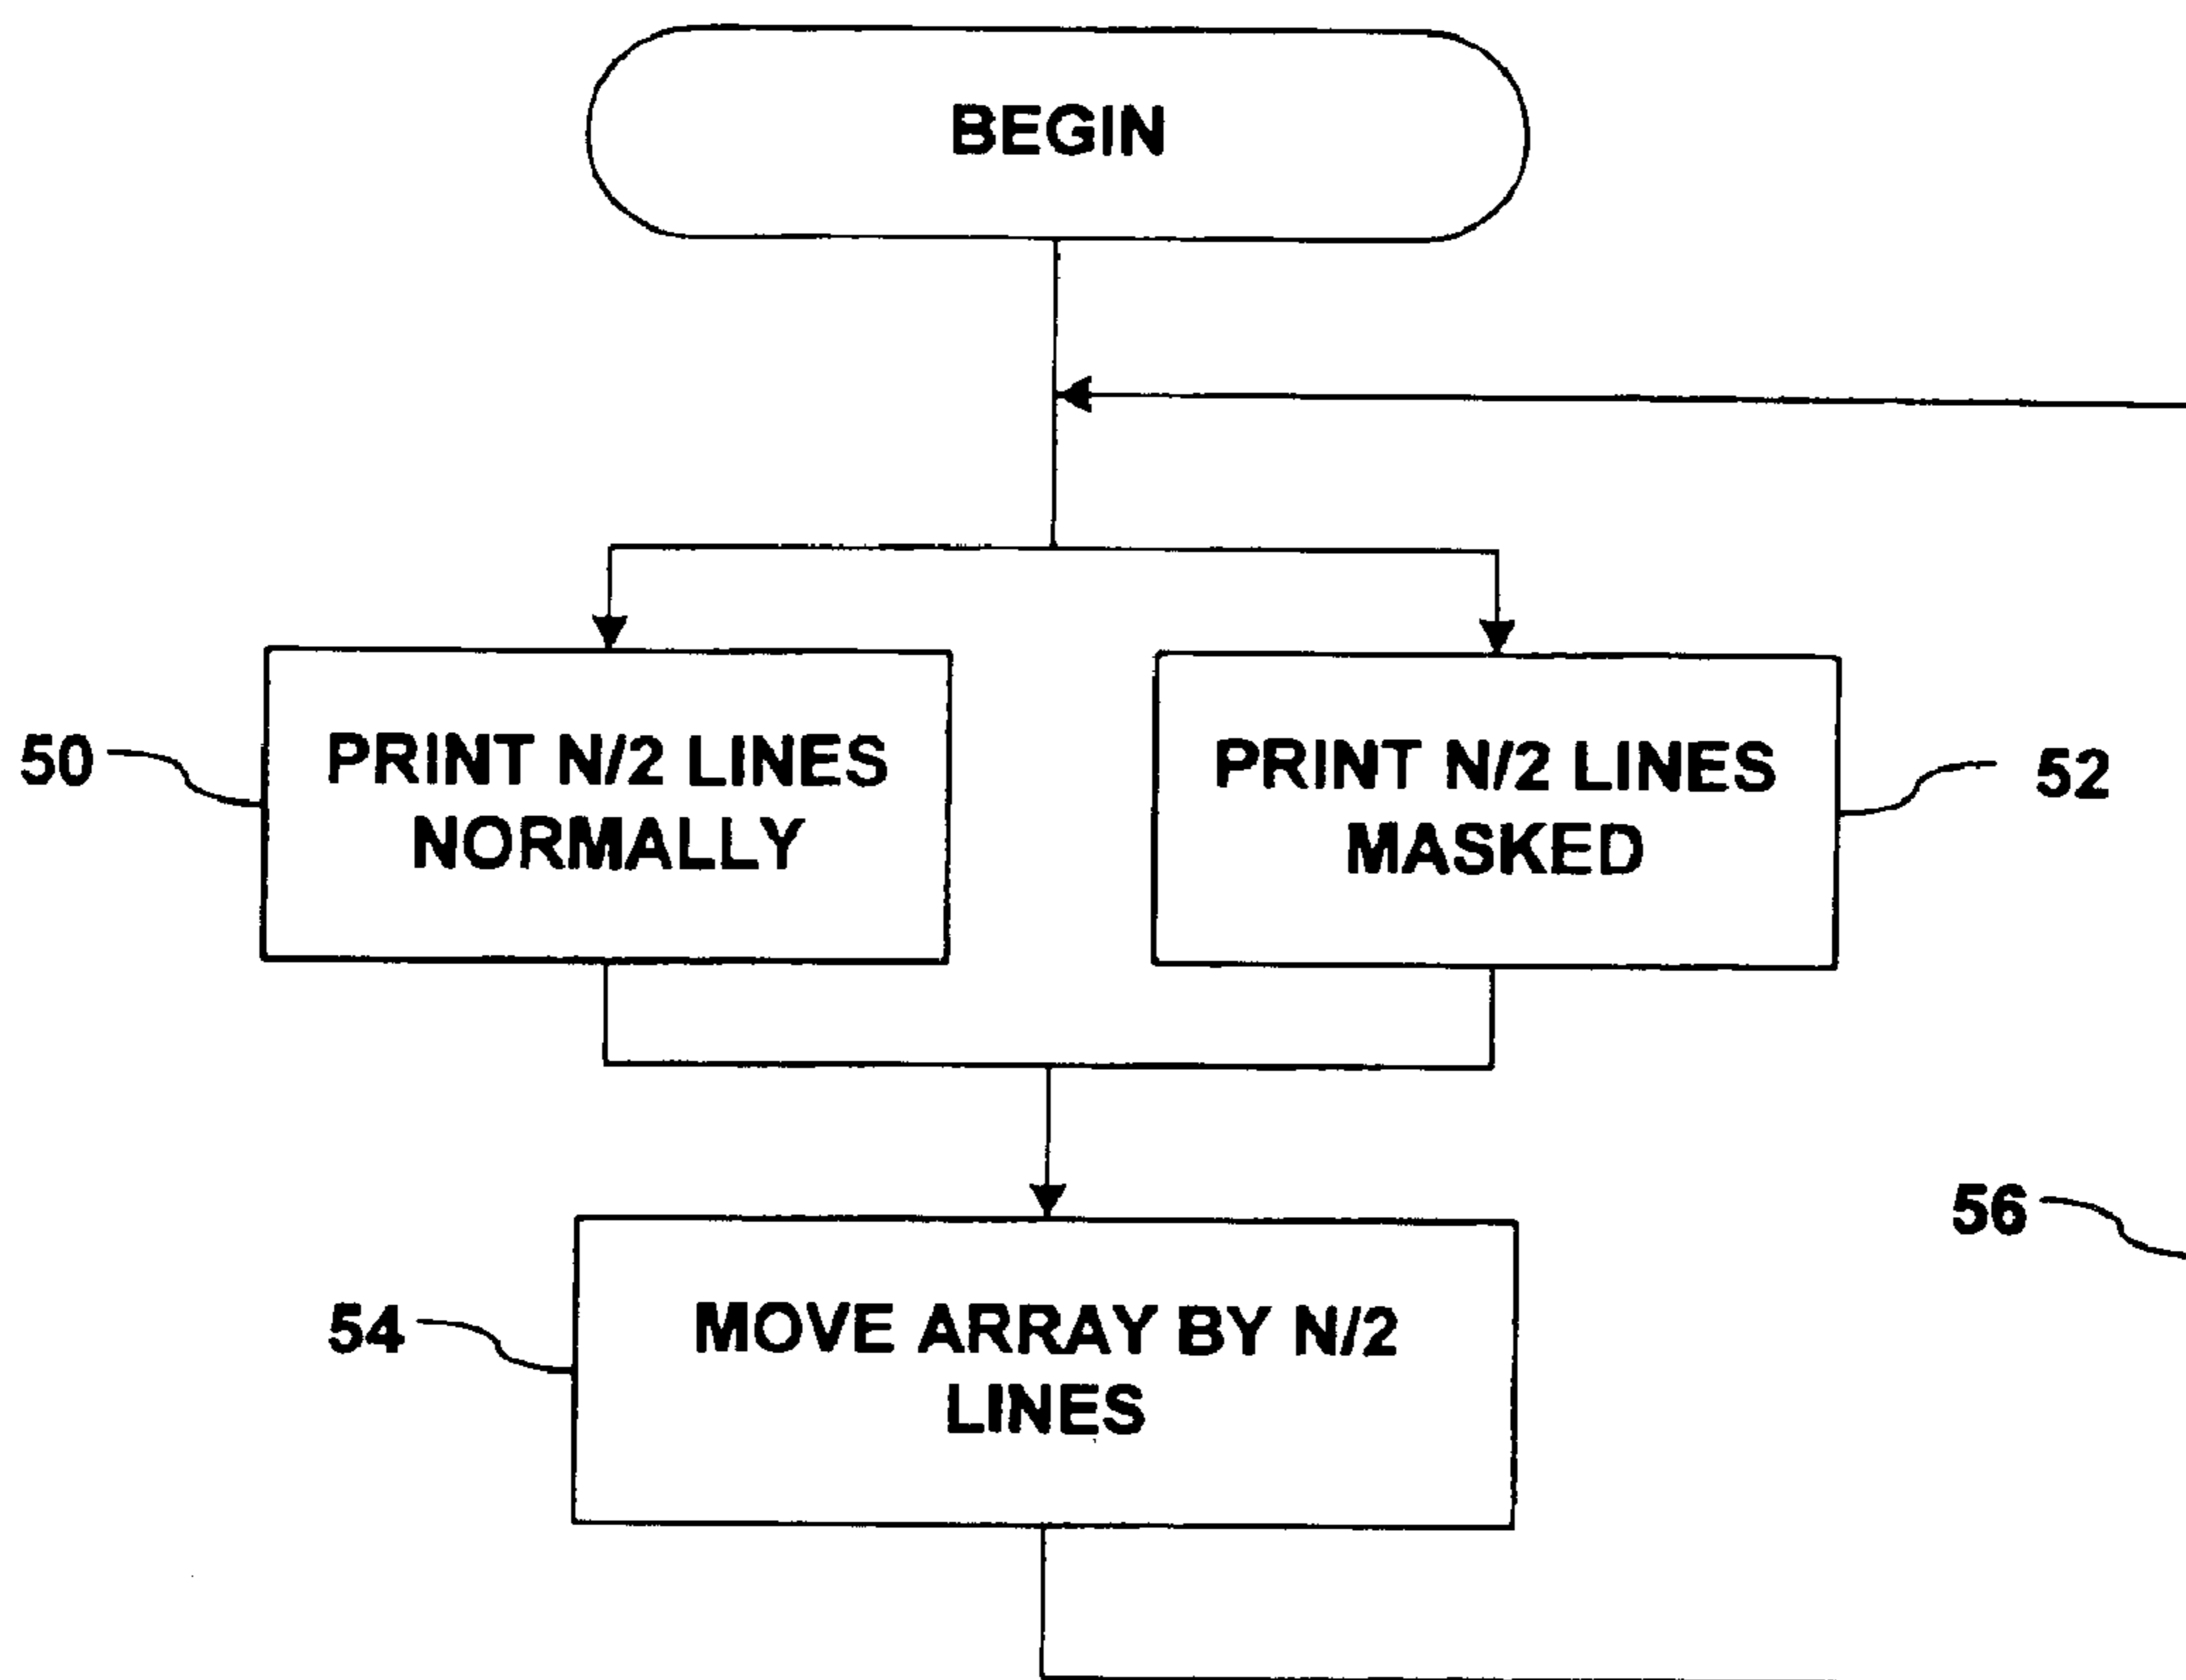 BEGIN
50
PRINT N/2 LINES
NORMALLY
PRINT N/2 LINES
MASKED
52
56
54
MOVE ARRAY BY N/2
LINES